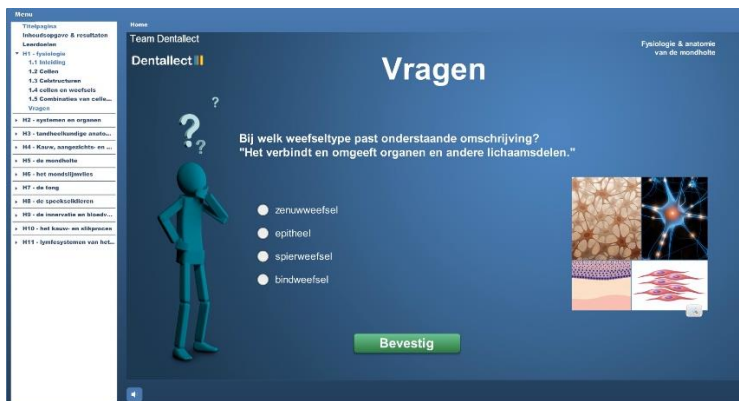 Menu
Titelpagina
Inhoudsopgave & resultaten
Leerdoelen
H1 - fysiologie
1.1 Inleiding
1.2 Cellen
1.3 Celstructuren
1.4 cellen en weefsels
1.5 Combinaties van celle...
Vragen
H2 - systemen en organen
H3 - tandheelkundige anato...
H4 - Kauw, aangezichts- en ...
H5 - de mondholte
H6 - het mondslijmvlies
H7 - de tong
H8 - de speekselklieren
H9 - de innervatie en bloedv...
H10 - het kauw- en slikproces
H11 - lymfesystemen van het...
Home
Team Dentallect
Dentallect
Vragen
Fysiologie & anatomie
van de mondholte
? ? ?
Bij welk weefseltype past onderstaande omschrijving?
"Het verbindt en omgeeft organen en andere lichaamsdelen."
zenuwweefsel
epitheel
spierweefsel
bindweefsel
Bevestig